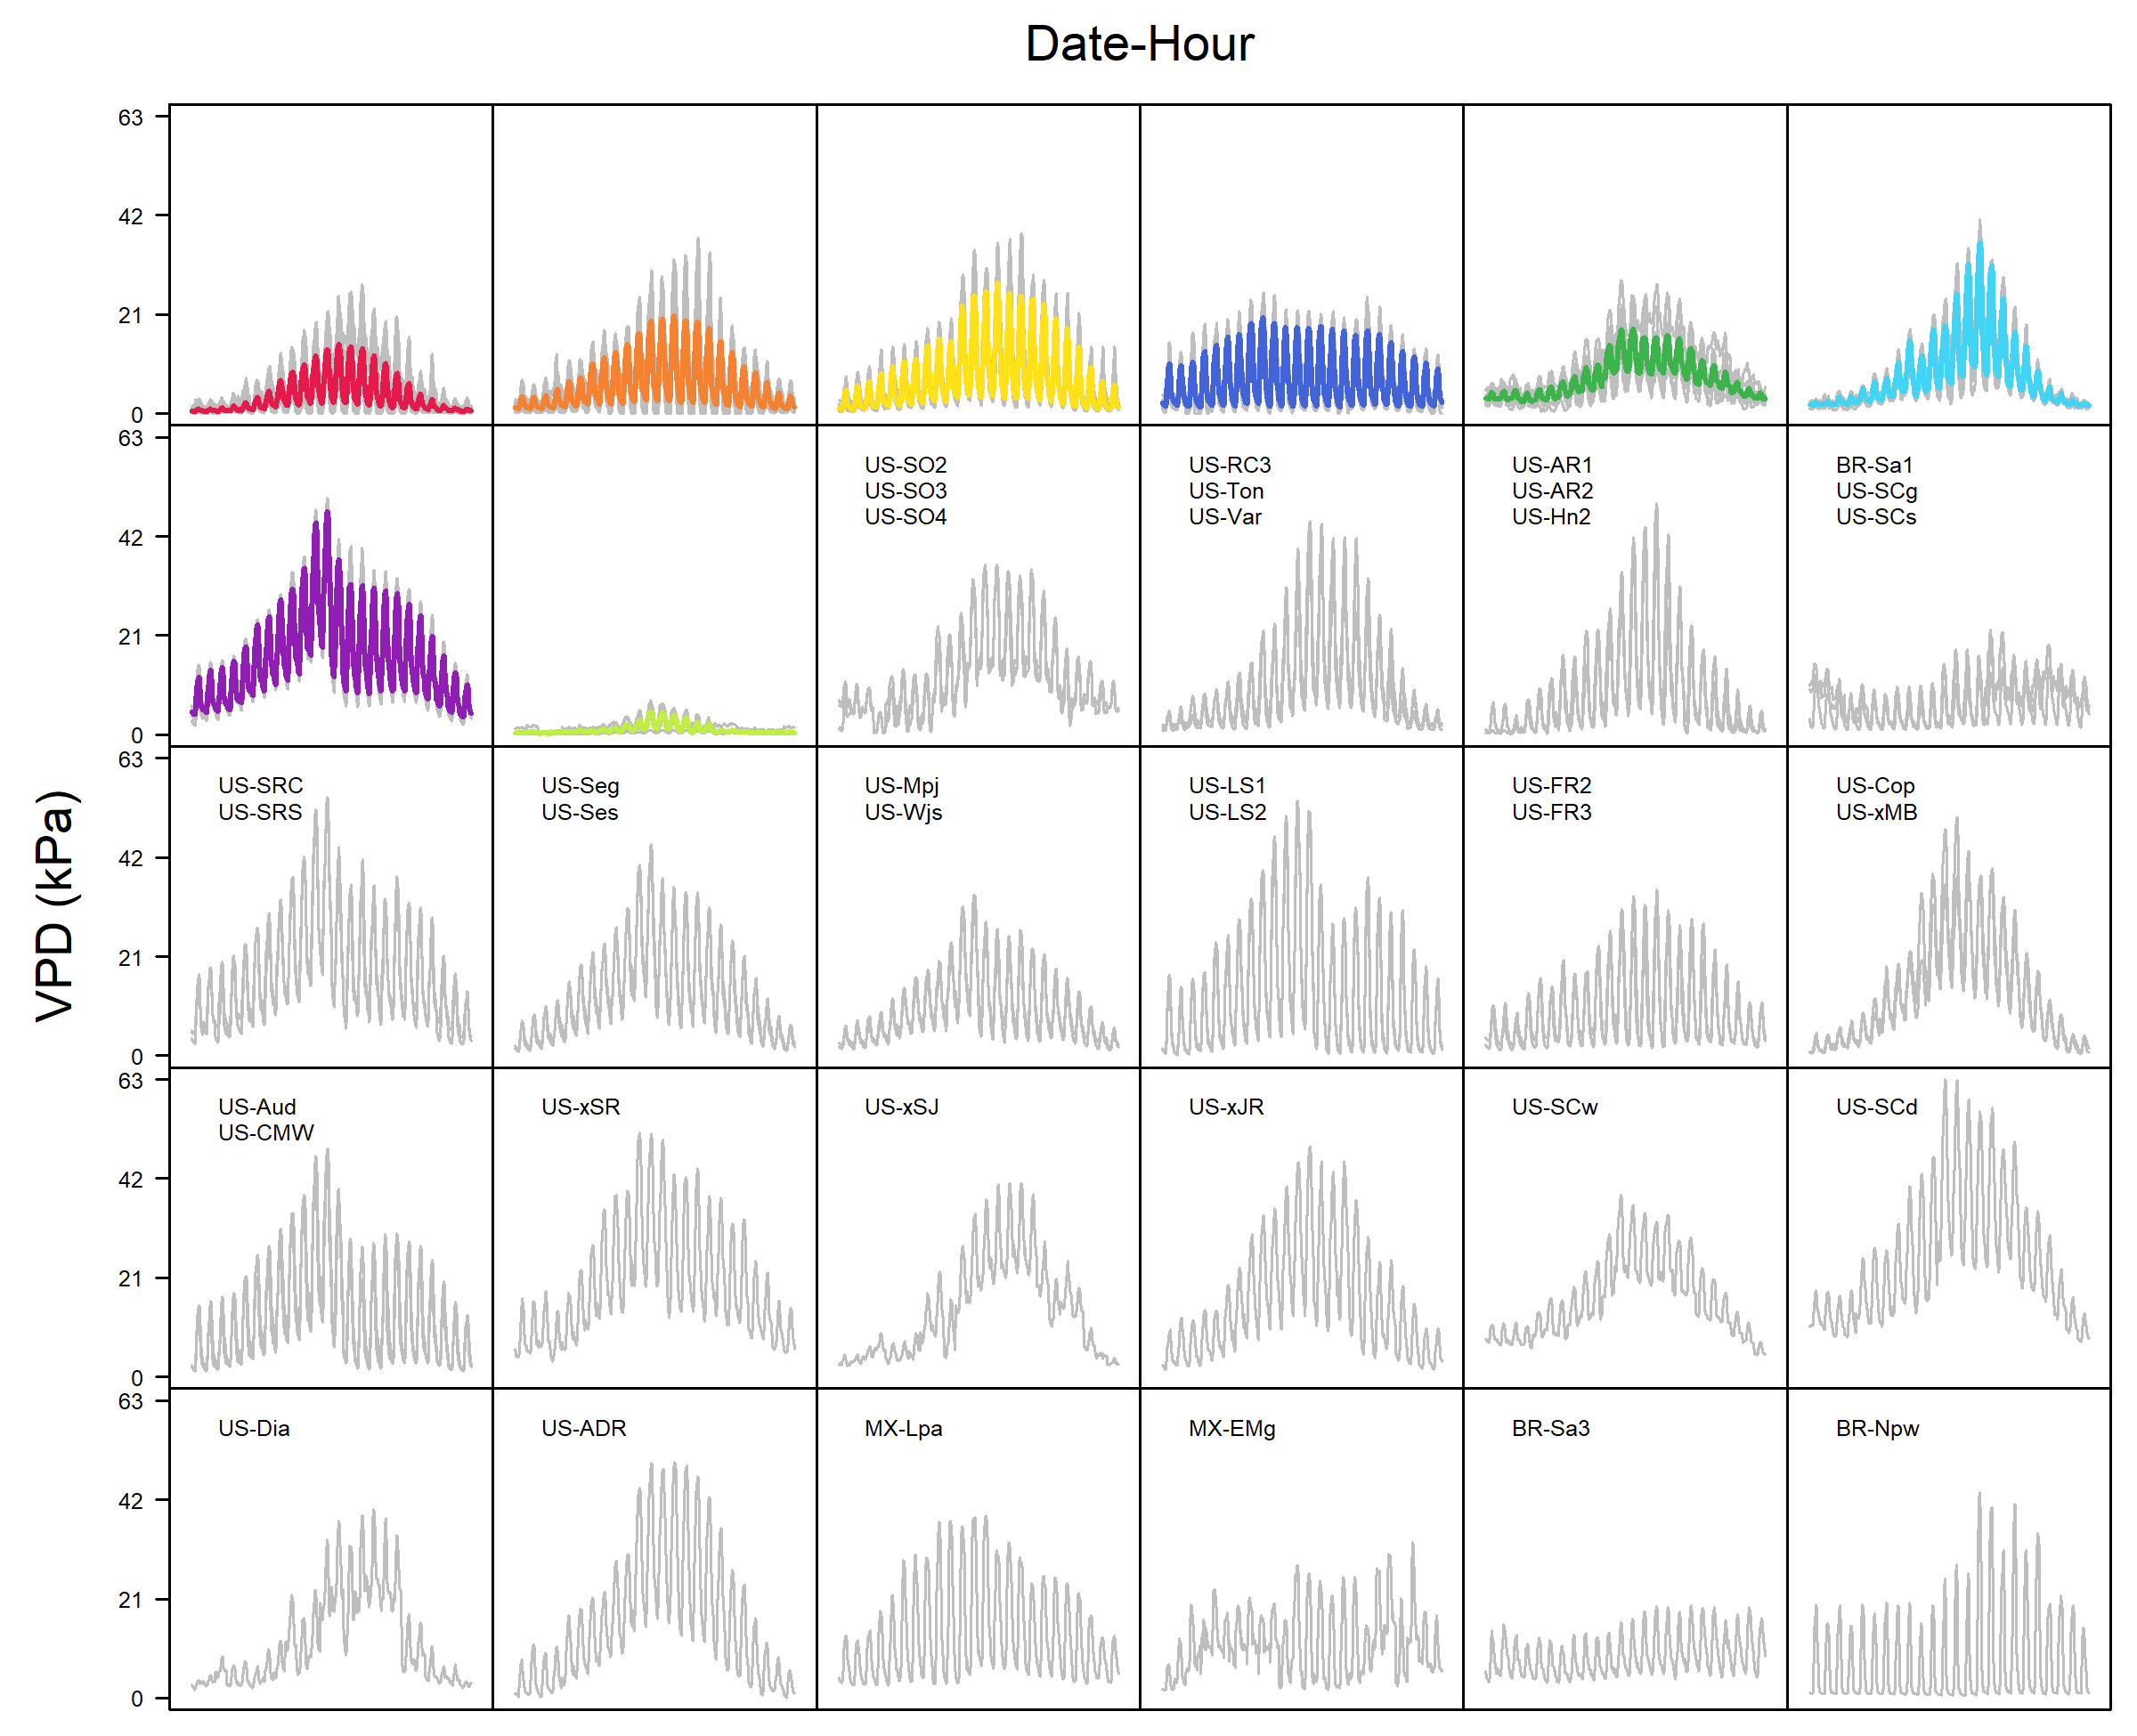 Date-Hour
VPD (kPa)
63
42
21
0
63
42
21
0
US-SO2
US-SO3
US-SO4
US-RC3
US-Ton
US-Var
US-AR1
US-AR2
US-Hn2
BR-Sa1
US-SCg
US-SCs
63
42
21
0
US-SRC
US-SRS
US-Seg
US-Ses
US-Mpj
US-Wjs
US-LS1
US-LS2
US-FR2
US-FR3
US-Cop
US-xMB
63
42
21
0
US-Aud
US-CMW
US-xSR
US-xSJ
US-xJR
US-SCw
US-SCd
63
42
21
0
US-Dia
US-ADR
MX-Lpa
MX-EMg
BR-Sa3
BR-Npw